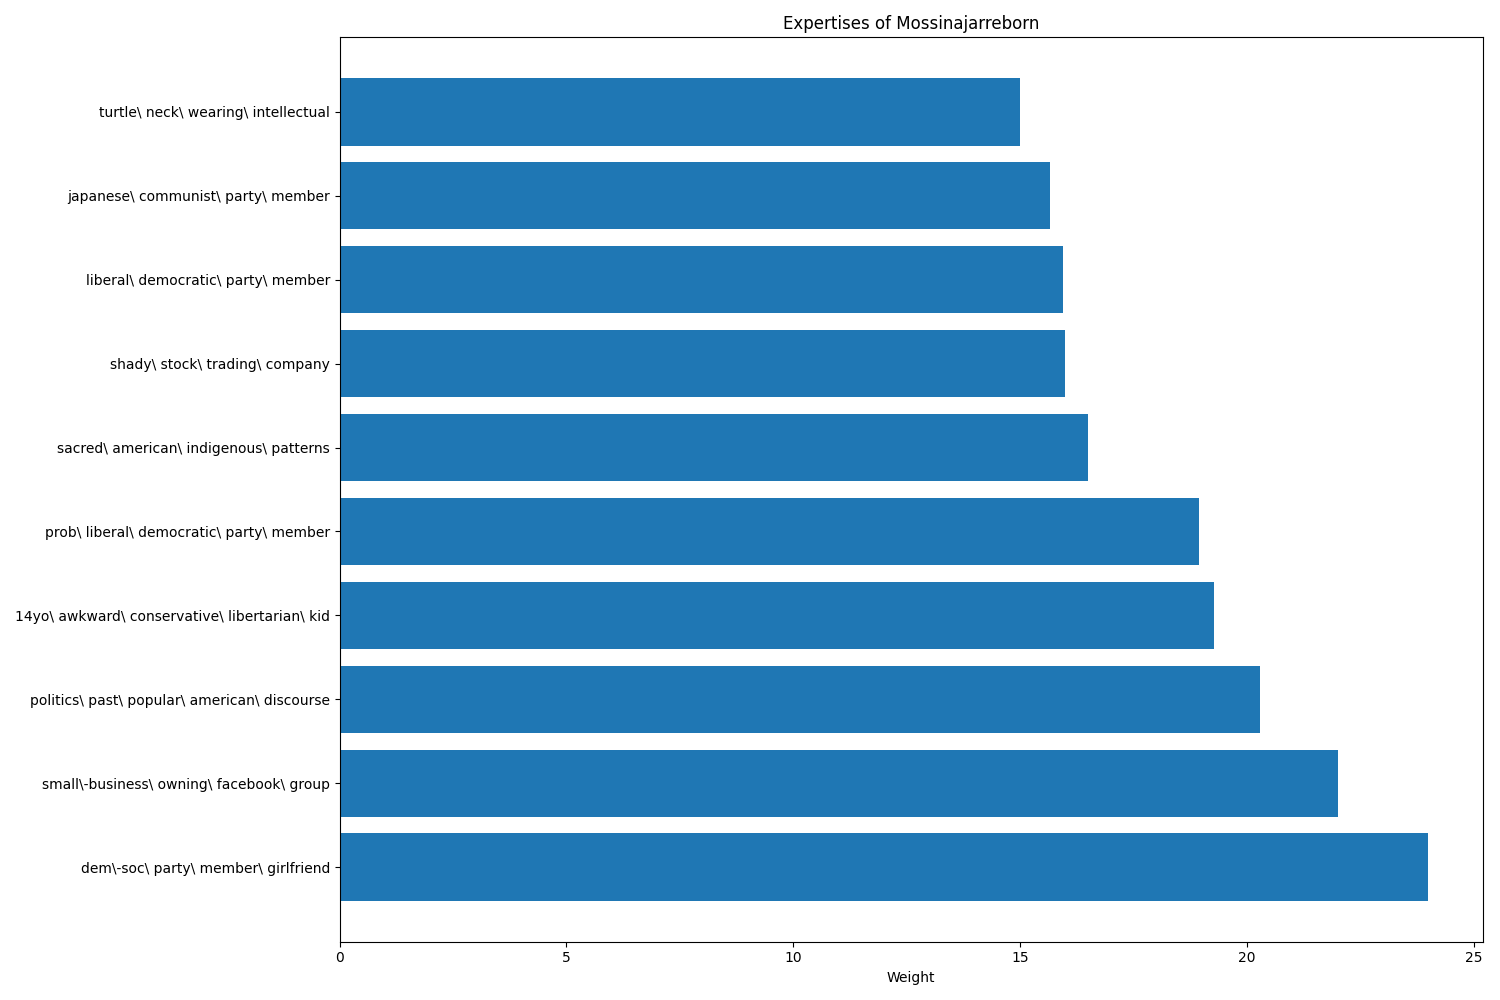 Expertises of Mossinajarreborn
turtle\ neck\ wearing\ intellectual
japanese\ communist\ party\ member
liberal\ democratic\ party\ member
shady\ stock\ trading\ company
sacred\ american\ indigenous\ patterns
prob\ liberal\ democratic\ party\ member
14yo\ awkward\ conservative\ libertarian\ kid
politics\ past\ popular\ american\ discourse
small\-business\ owning\ facebook\ group
dem\-soc\ party\ member\ girlfriend
0 5 10 15 20 25
Weight